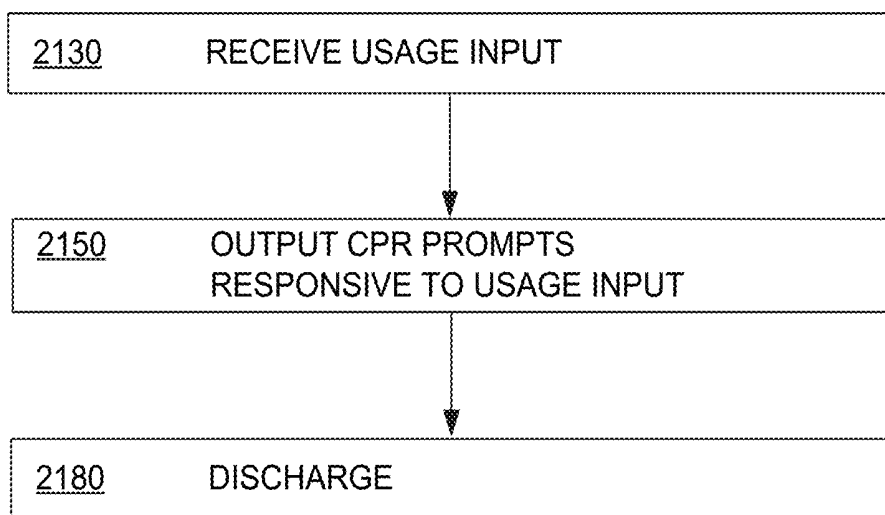 2130 RECEIVE USAGE INPUT
2150 OUTPUT CPR PROMPTS
RESPONSIVE TO USAGE INPUT
2180 DISCHARGE